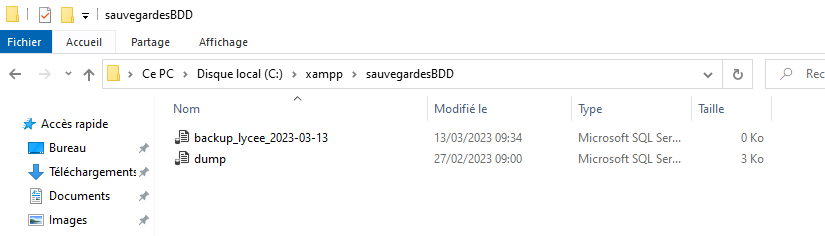 sauvegardesBDD
Fichier Accueil Partage Affichage
Ce PC Disque local (C:) xampp sauvegardesBDD Rec
Nom Modifié le Type Taille
Accès rapide
backup_lycee_2023-03-13 13/03/2023 09:34 Microsoft SQL Ser... 0 Ko
Bureau
dump 27/02/2023 09:00 Microsoft SQL Ser... 3 Ko
Téléchargements
Documents
Images